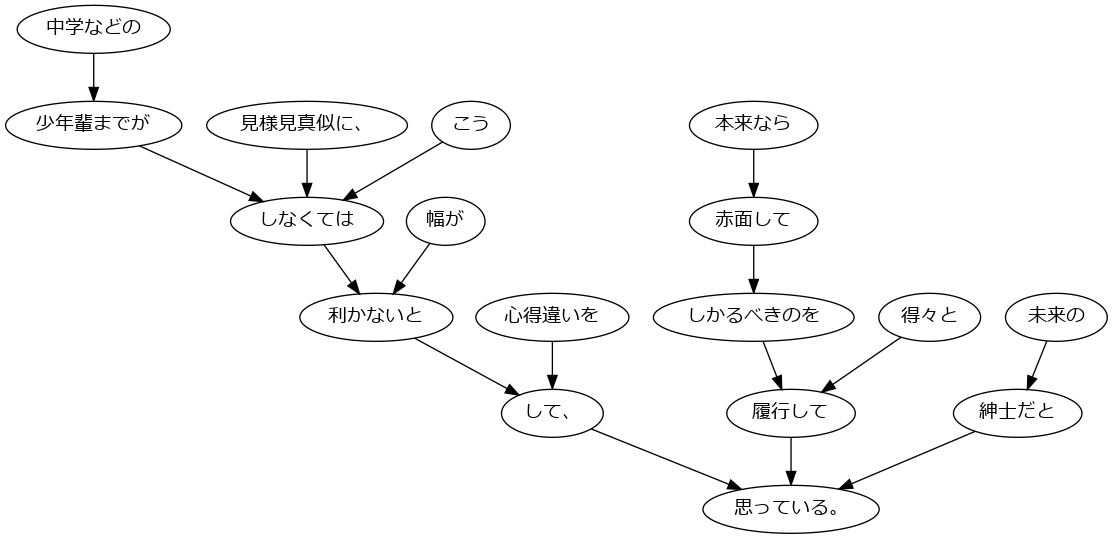 中学などの
少年輩までが
見様見真似に、
こう
本来なら
しなくては
幅が
赤面して
利かないと
心得違いを
しかるべきのを
得々と
未来の
して、
履行して
紳士だと
思っている。